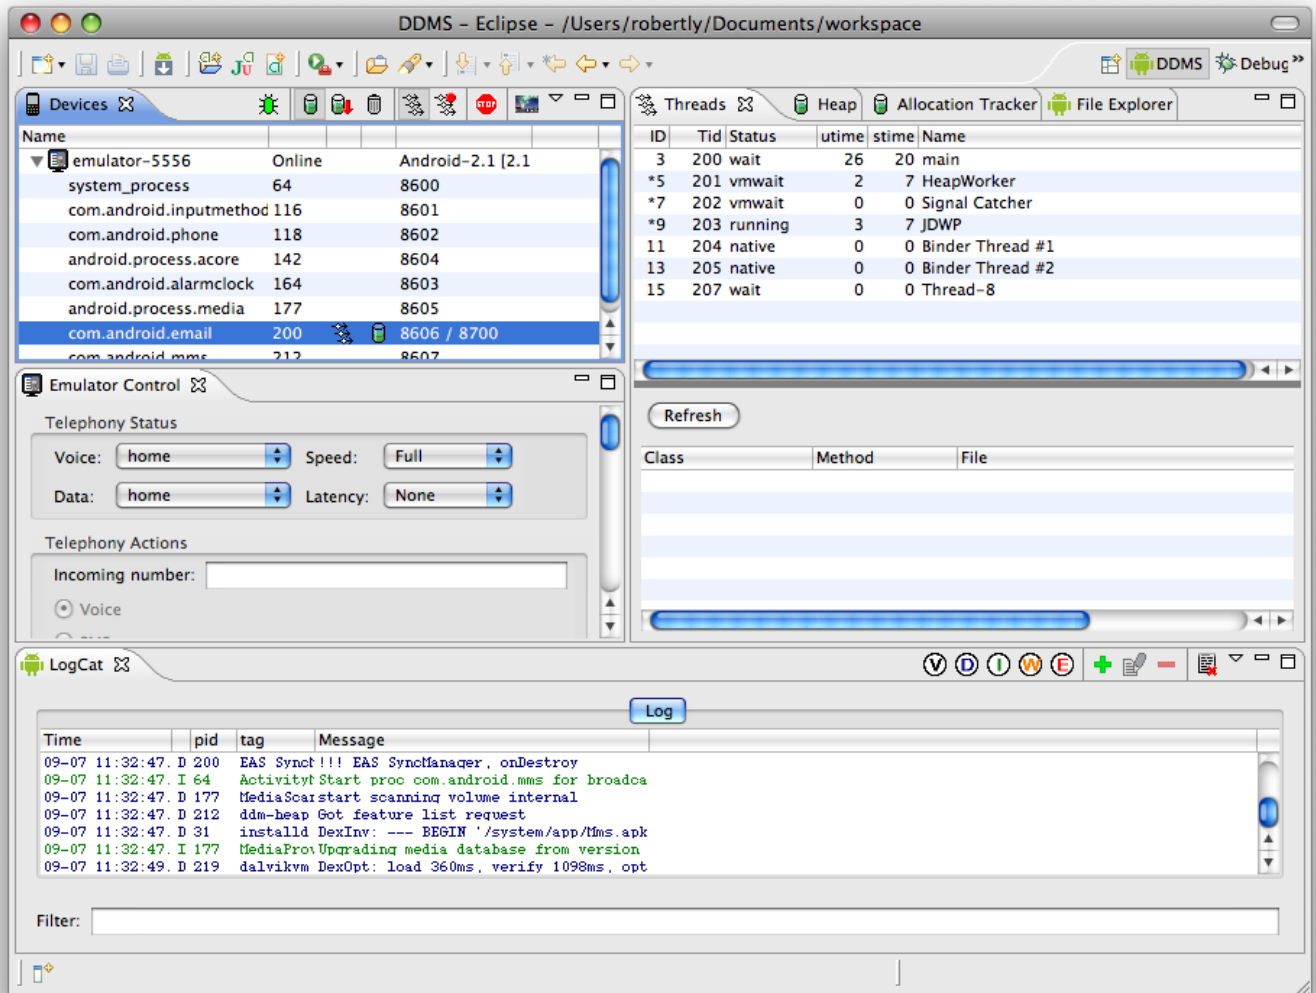 DDMS – Eclipse – /Users/robertly/Documents/workspace
DDMS Debug
Devices
Name
emulator-5556 Online Android-2.1 [2.1
system_process 64 8600
com.android.inputmethod 116 8601
com.android.phone 118 8602
android.process.acore 142 8604
com.android.alarmclock 164 8603
android.process.media 177 8605
com.android.email 200 8606 / 8700
com.android.mms 212 8607
Threads Heap Allocation Tracker File Explorer
ID Tid Status utime stime Name
3 200 wait 26 20 main
*5 201 vmwait 2 7 HeapWorker
*7 202 vmwait 0 0 Signal Catcher
*9 203 running 3 7 JDWP
11 204 native 0 0 Binder Thread #1
13 205 native 0 0 Binder Thread #2
15 207 wait 0 0 Thread-8
Refresh
Class Method File
Emulator Control
Telephony Status
Voice: home Speed: Full
Data: home Latency: None
Telephony Actions
Incoming number:
Voice
LogCat
V D I W E
Log
Time pid tag Message
09-07 11:32:47. D 200 EAS Sync !!! EAS SyncManager, onDestroy
09-07 11:32:47. I 64 Activity Start proc com.android.mms for broadca
09-07 11:32:47. D 177 MediaScan start scanning volume internal
09-07 11:32:47. D 212 ddm-heap Got feature list request
09-07 11:32:47. D 31 installd DexInv: --- BEGIN '/system/app/Mms.apk
09-07 11:32:47. I 177 MediaProv Upgrading media database from version
09-07 11:32:49. D 219 dalvikvm DexOpt: load 360ms, verify 1098ms, opt
Filter: